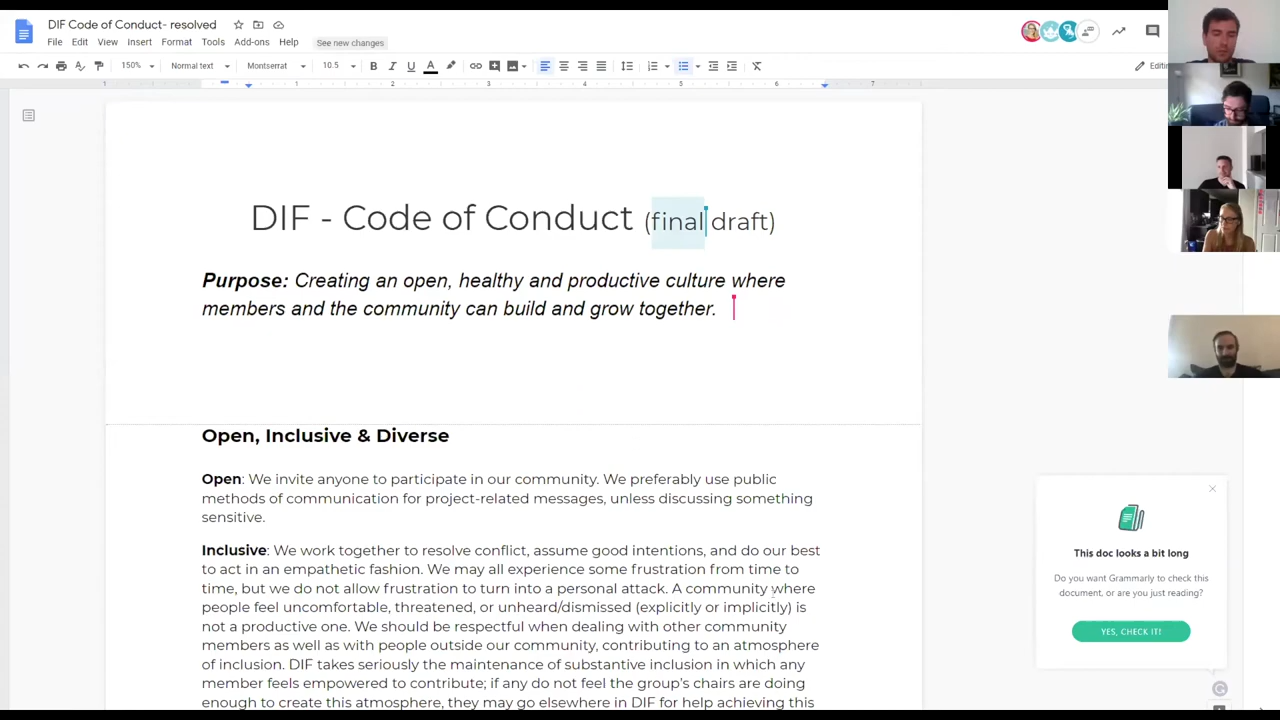 DIF Code of Conduct- resolved
File Edit View Insert Format Tools Add-ons Help See new changes
150% Normal text Montserrat 10.5 B I U A Editin
1 1 2 3 4 5 6 7
DIF - Code of Conduct (final draft)
Purpose: Creating an open, healthy and productive culture where
members and the community can build and grow together.
Open, Inclusive & Diverse
Open: We invite anyone to participate in our community. We preferably use public
methods of communication for project-related messages, unless discussing something
sensitive.
Inclusive: We work together to resolve conflict, assume good intentions, and do our best
to act in an empathetic fashion. We may all experience some frustration from time to
time, but we do not allow frustration to turn into a personal attack. A community where
people feel uncomfortable, threatened, or unheard/dismissed (explicitly or implicitly) is
not a productive one. We should be respectful when dealing with other community
members as well as with people outside our community, contributing to an atmosphere
of inclusion. DIF takes seriously the maintenance of substantive inclusion in which any
member feels empowered to contribute; if any do not feel the group's chairs are doing
enough to create this atmosphere, they may go elsewhere in DIF for help achieving this
This doc looks a bit long
Do you want Grammarly to check this
document, or are you just reading?
YES, CHECK IT!